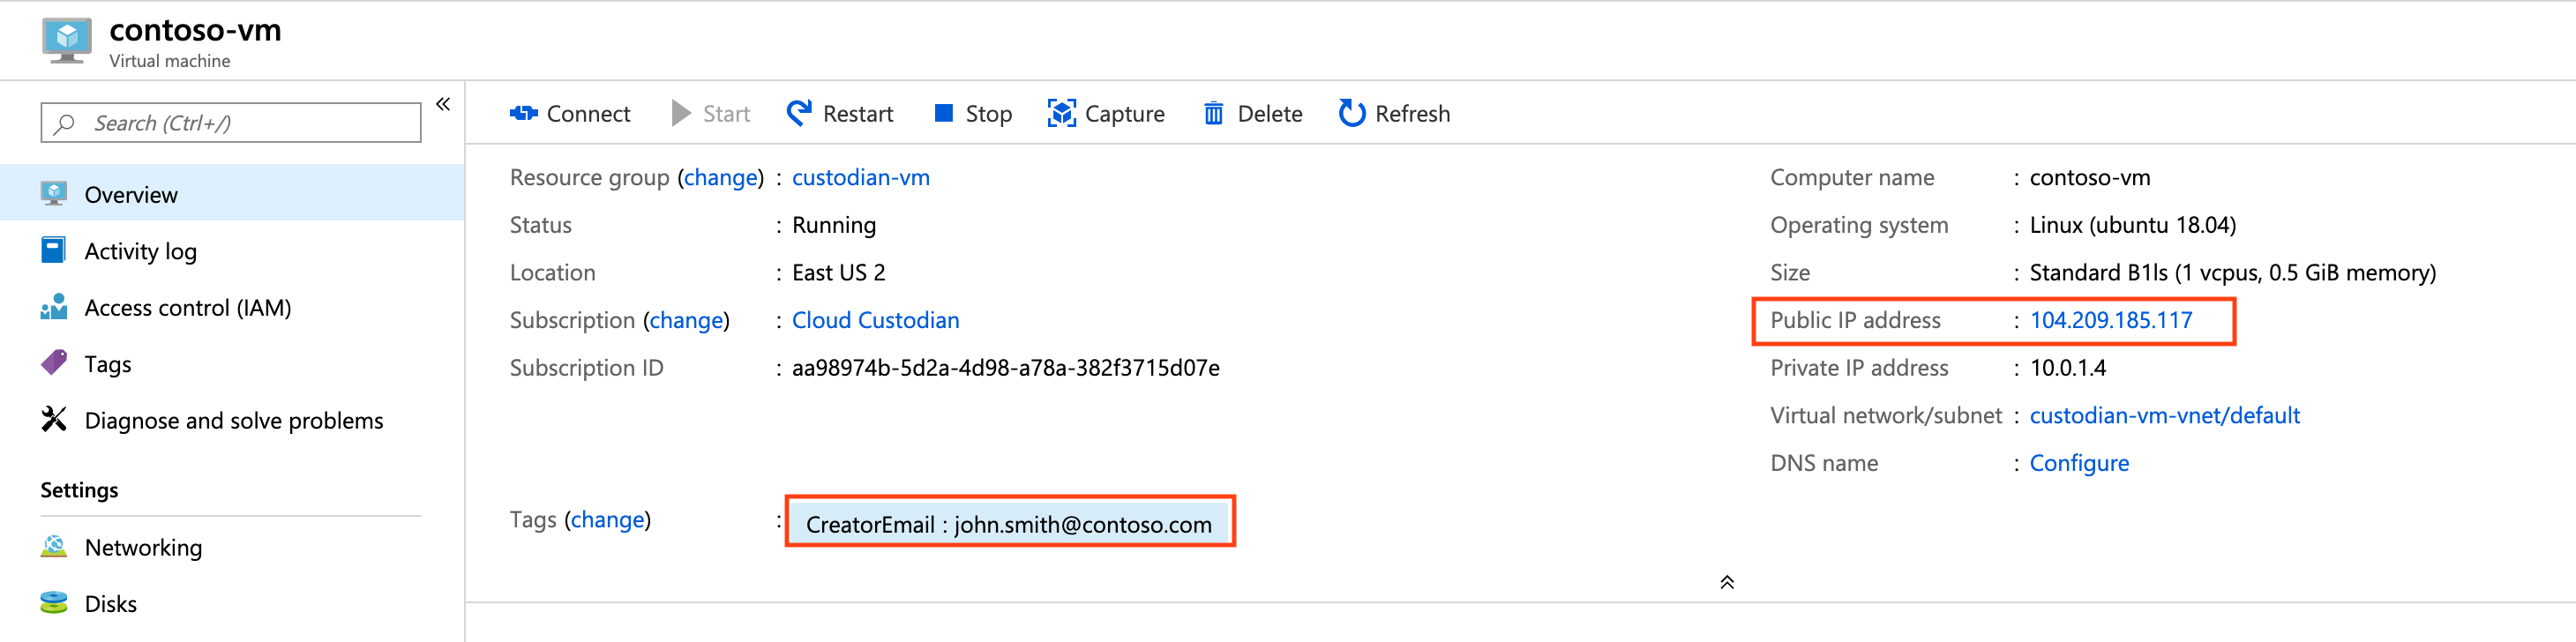 contoso-vm
Virtual machine
Search (Ctrl+/)
Overview
Activity log
Access control (IAM)
Tags
Diagnose and solve problems
Settings
Networking
Disks
Connect Start Restart Stop Capture Delete Refresh
Resource group (change) : custodian-vm
Status : Running
Location : East US 2
Subscription (change) : Cloud Custodian
Subscription ID : aa98974b-5d2a-4d98-a78a-382f3715d07e
Tags (change) : CreatorEmail : john.smith@contoso.com
Computer name : contoso-vm
Operating system : Linux (ubuntu 18.04)
Size : Standard B1ls (1 vcpus, 0.5 GiB memory)
Public IP address : 104.209.185.117
Private IP address : 10.0.1.4
Virtual network/subnet : custodian-vm-vnet/default
DNS name : Configure